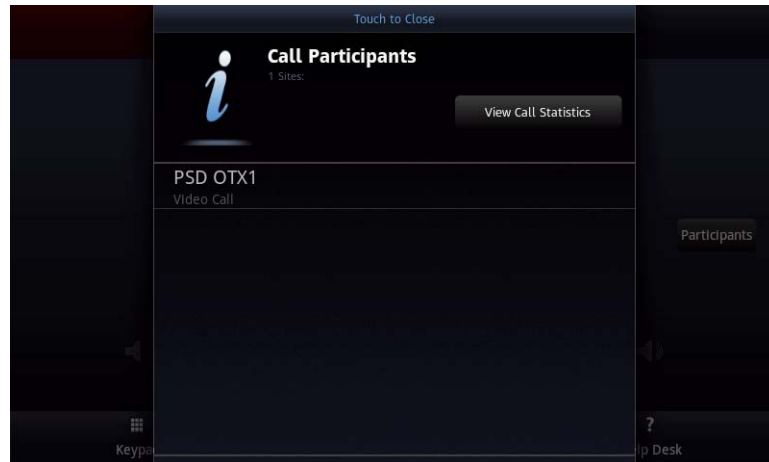 Touch to Close
Call Participants
1 Sites:
View Call Statistics
PSD OTX1
Video Call
Participants
?
Keypa
lp Desk